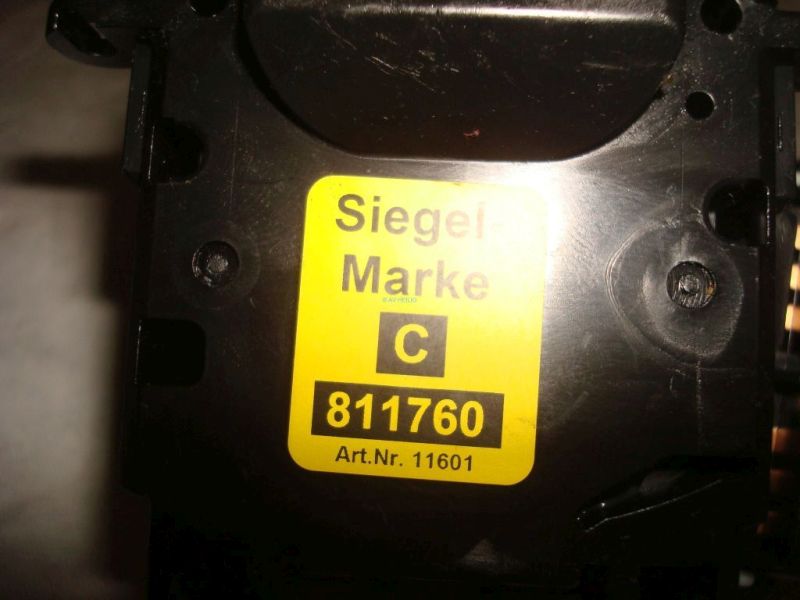 Siegel-
Marke
C
811760
Art.Nr. 11601